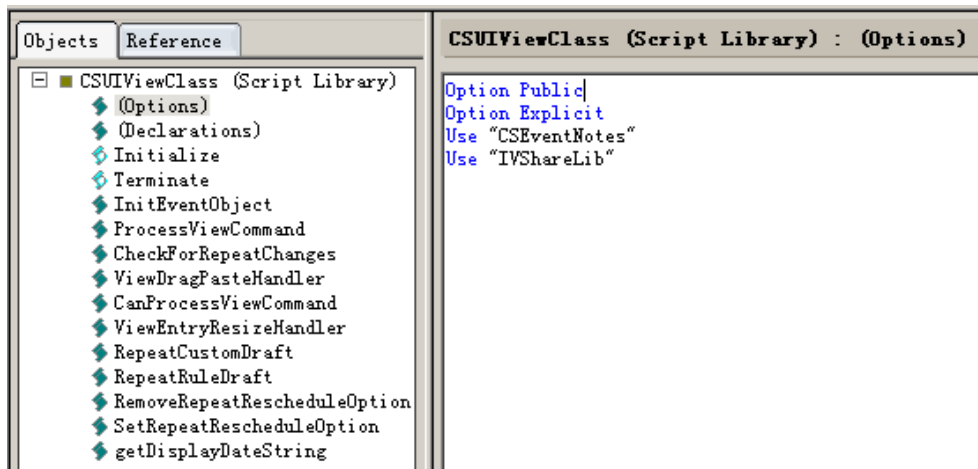 Objects Reference
CSUIViewClass (Script Library)
(Options)
(Declarations)
Initialize
Terminate
InitEventObject
ProcessViewCommand
CheckForRepeatChanges
ViewDragPasteHandler
CanProcessViewCommand
ViewEntryResizeHandler
RepeatCustomDraft
RepeatRuleDraft
RemoveRepeatRescheduleOption
SetRepeatRescheduleOption
getDisplayDateString
CSUIViewClass (Script Library) : (Options)
Option Public
Option Explicit
Use "CSEventNotes"
Use "IVShareLib"